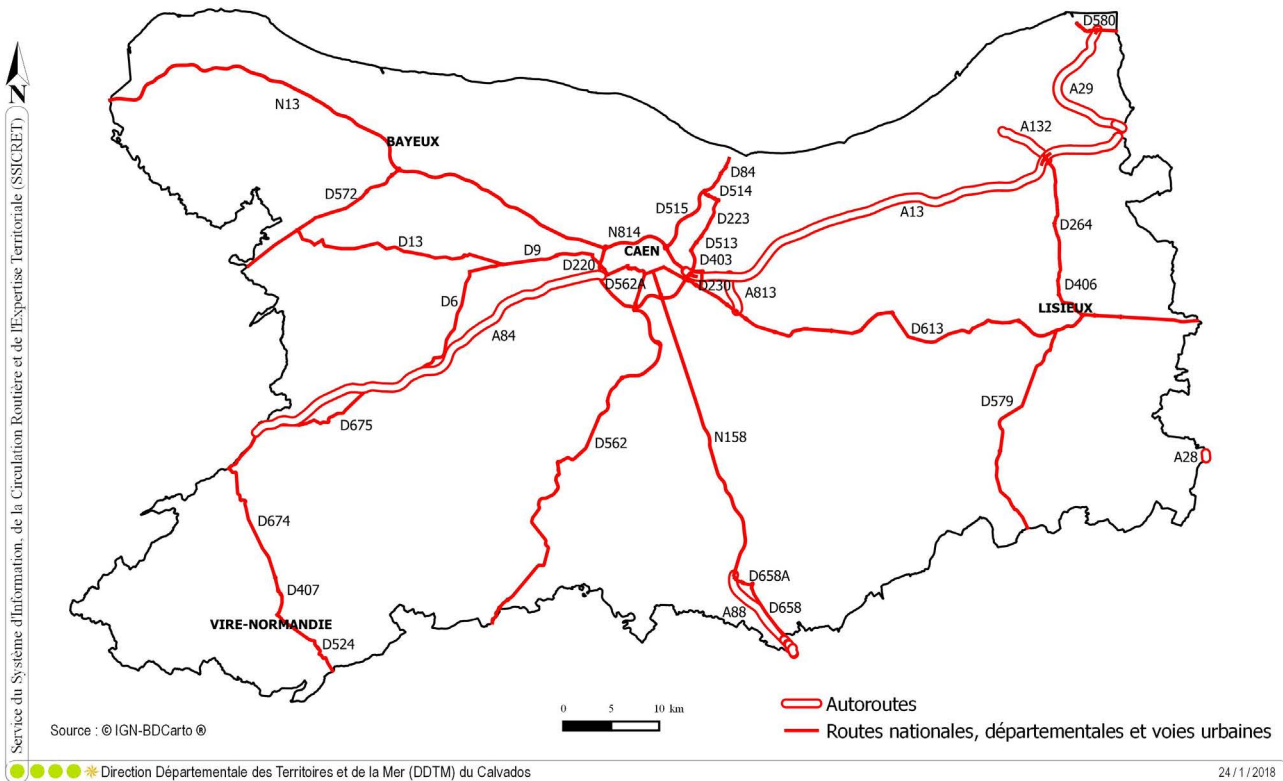 D580
A29
N13
A132
BAYEUX
D84
D572
D514
D515
D223
A13
D264
N814
D13
D9
CAEN
D513
D403
D220
D562A
D230
A813
D406
D6
LISIEUX
A84
D613
D579
D675
D562
N158
A28
D674
D658A
D407
D658
A88
VIRE-NORMANDIE
D524
N
Service du Système d'Information, de la Circulation Routière et de l'Expertise Territoriale (SSICRET)
0 5 10 km
Autoroutes
Routes nationales, départementales et voies urbaines
Source : © IGN-BDCarto ®
Direction Départementale des Territoires et de la Mer (DDTM) du Calvados
24/1/2018